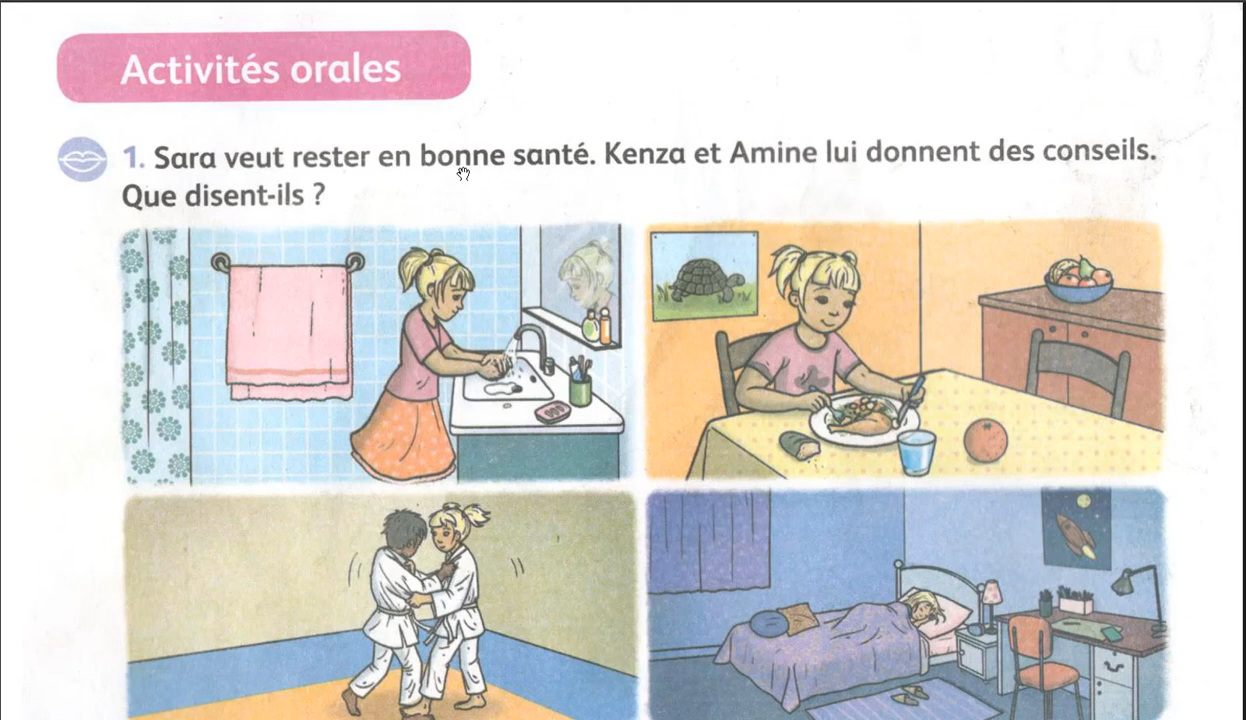 Activités orales
1. Sara veut rester en bonne santé. Kenza et Amine lui donnent des conseils.
Que disent-ils ?